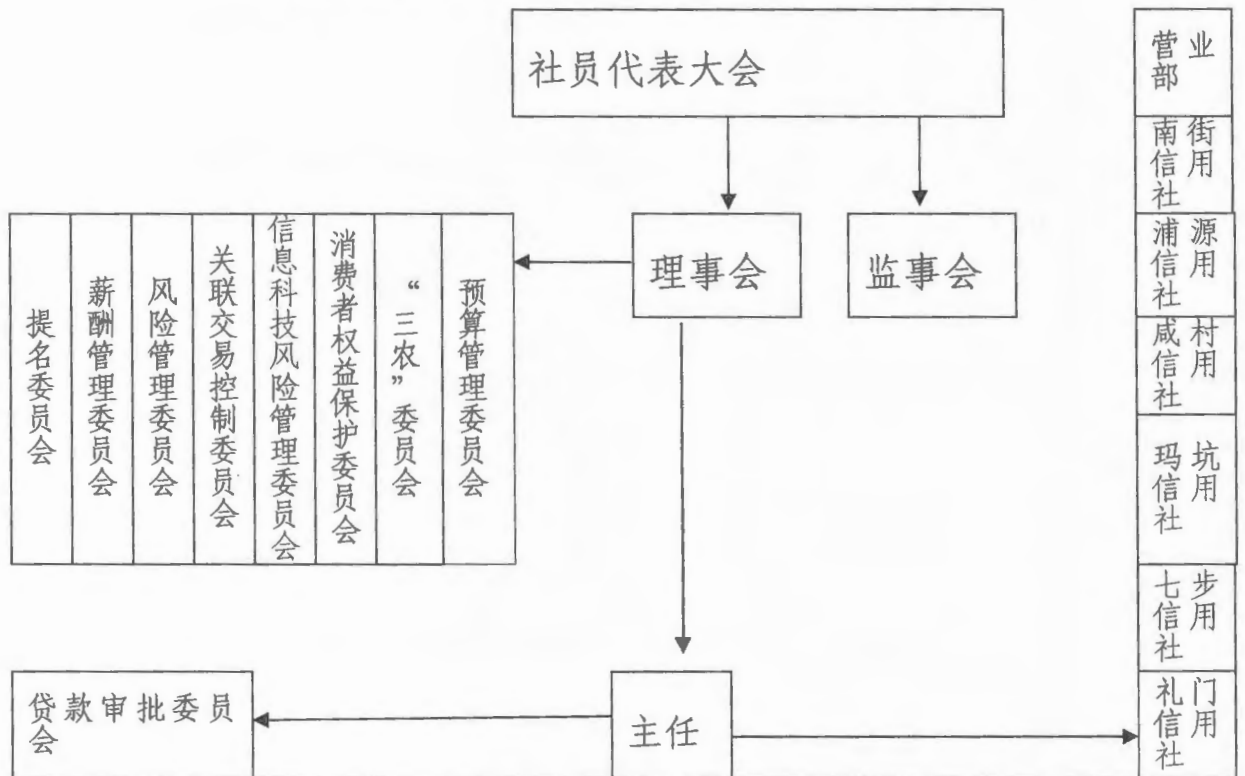 社员代表大会
营业
部
南街
信用
社
浦源
信用
社
咸村
信用
社
玛坑
信用
社
七步
信用
社
礼门
信用
社
理事会
监事会
提名委员会
薪酬管理委员会
风险管理委员会
关联交易控制委员会
信息科技风险管理委员会
消费者权益保护委员会
“三农”委员会
预算管理委员会
贷款审批委员
会
主任